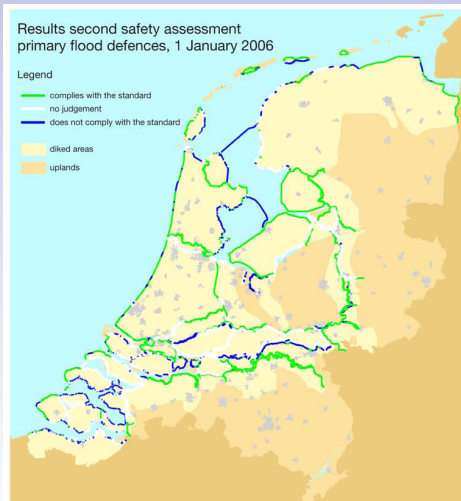 Results second safety assessment
primary flood defences, 1 January 2006
Legend
complies with the standard
no judgement
does not comply with the standard
diked areas
uplands